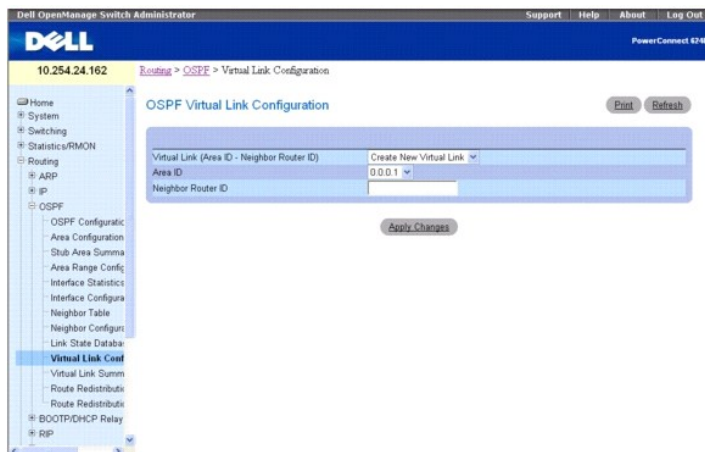 Dell OpenManage Switch Administrator Support Help About Log Out
DELL
PowerConnect 624
10.254.24.162
Routing > OSPF > Virtual Link Configuration
Home
System
Switching
Statistics/RMON
Routing
ARP
IP
OSPF
OSPF Configuratic
Area Configuration
Stub Area Summa
Area Range Config
Interface Statistics
Interface Configura
Neighbor Table
Neighbor Configura
Link State Databa
Virtual Link Conf
Virtual Link Summ
Route Redistributic
Route Redistributic
BOOTP/DHCP Relay
RIP
OSPF Virtual Link Configuration
Print Refresh
Virtual Link (Area ID - Neighbor Router ID) Create New Virtual Link
Area ID 0.0.0.1
Neighbor Router ID
Apply Changes